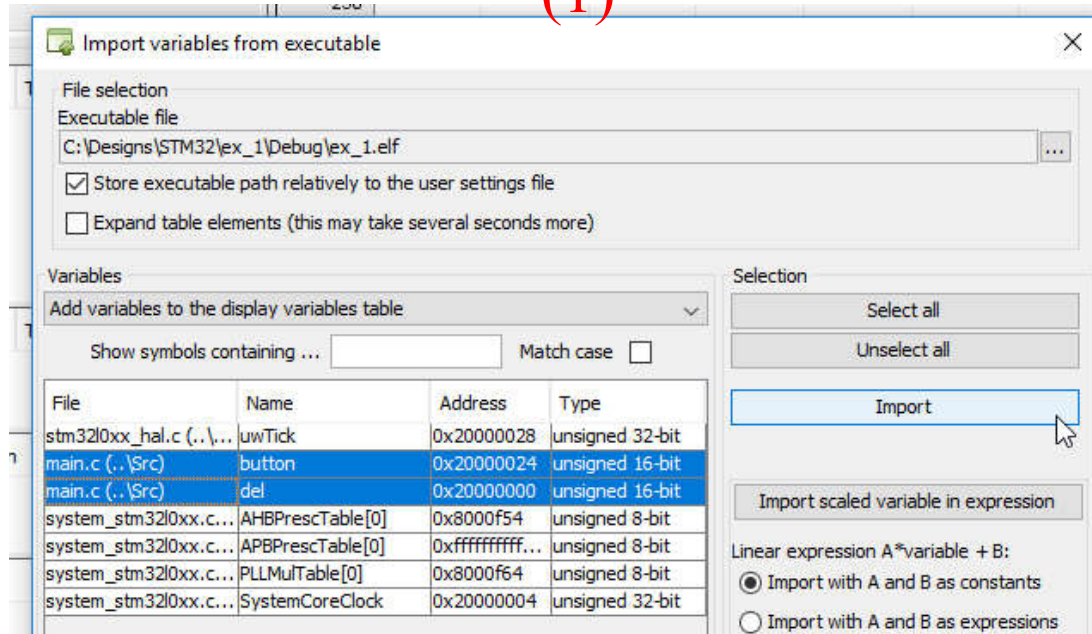 (1)
Import variables from executable
File selection
Executable file
C:\Designs\STM32\ex_1\Debug\ex_1.elf
...
Store executable path relatively to the user settings file
Expand table elements (this may take several seconds more)
Variables
Selection
Add variables to the display variables table
Select all
Show symbols containing ... Match case
Unselect all
File Name Address Type
Import
stm32l0xx_hal.c (..\... uwTick 0x20000028 unsigned 32-bit
main.c (..\Src) button 0x20000024 unsigned 16-bit
main.c (..\Src) del 0x20000000 unsigned 16-bit
Import scaled variable in expression
system_stm32l0xx.c... AHBPrescTable[0] 0x8000f54 unsigned 8-bit
system_stm32l0xx.c... APBPrescTable[0] 0xffffffffff... unsigned 8-bit
Linear expression A*variable + B:
system_stm32l0xx.c... PLLMulTable[0] 0x8000f64 unsigned 8-bit
Import with A and B as constants
system_stm32l0xx.c... SystemCoreClock 0x20000004 unsigned 32-bit
Import with A and B as expressions